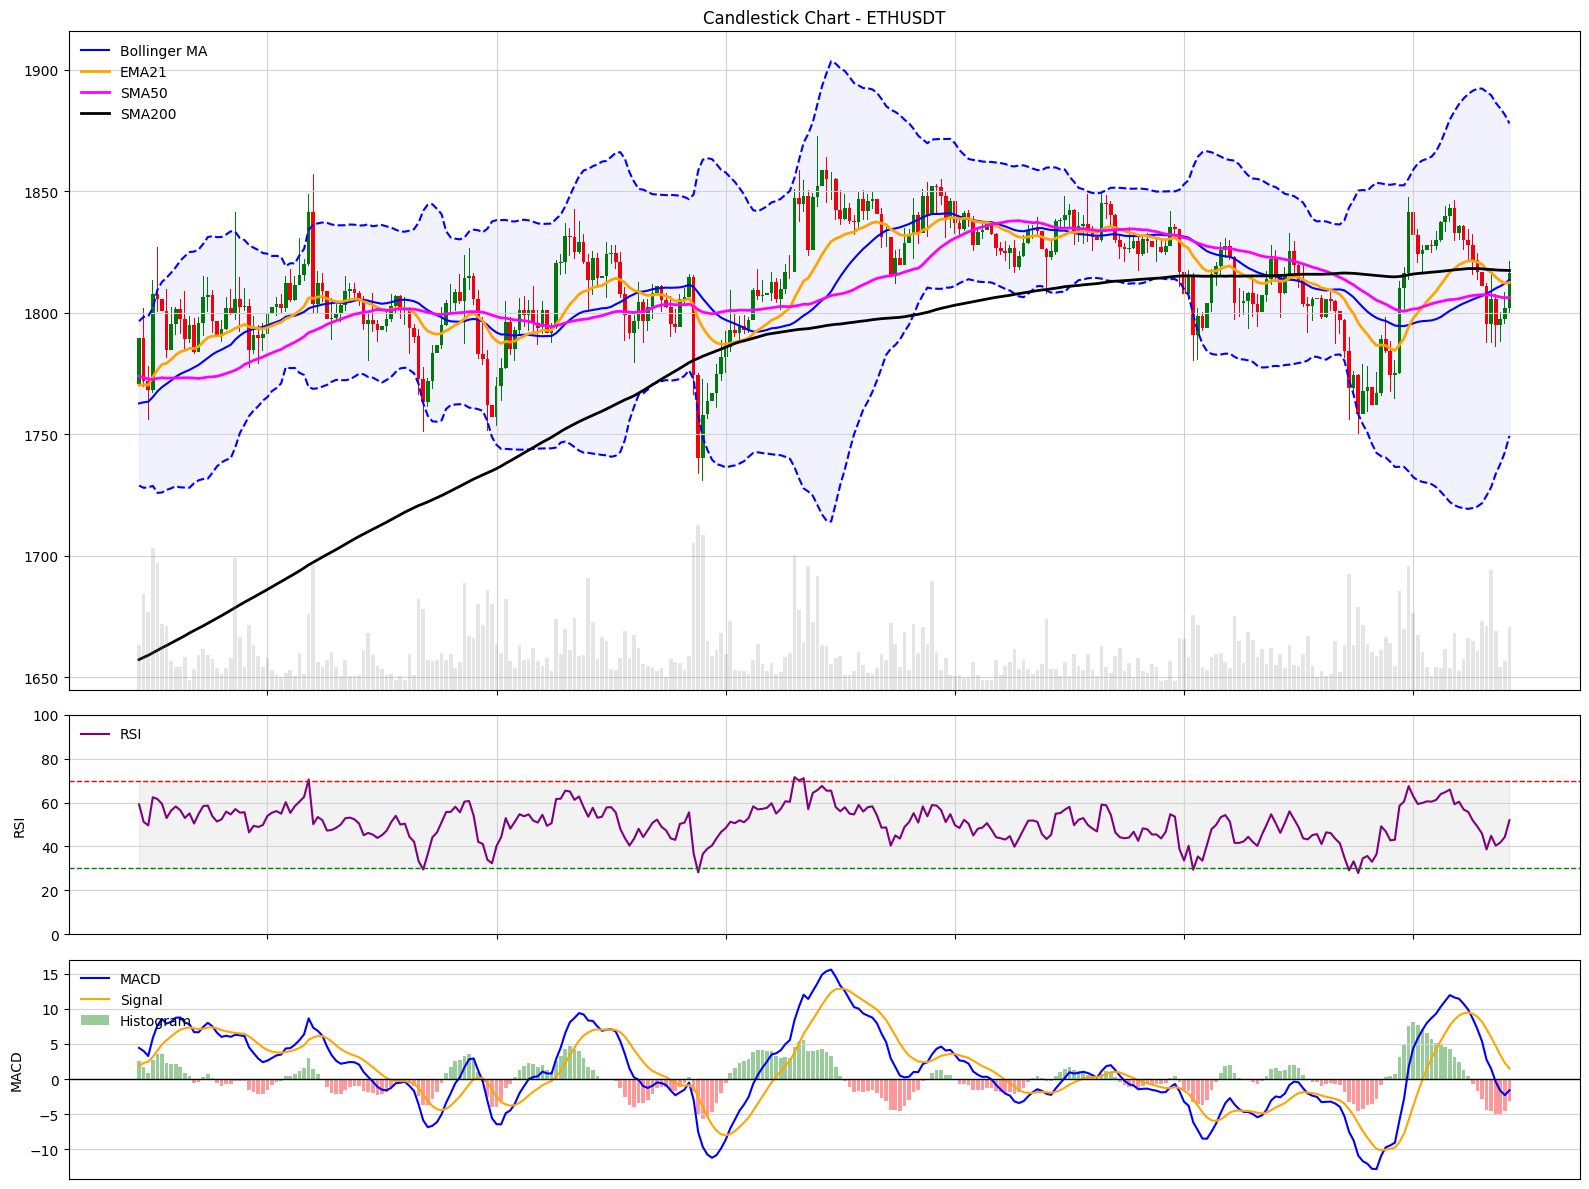 Candlestick Chart - ETHUSDT
Bollinger MA
EMA21
SMA50
SMA200
1900
1850
1800
1750
1700
1650
RSI
100
80
60
40
20
0
RSI
MACD
Signal
Histogram
15
10
5
0
−5
−10
MACD